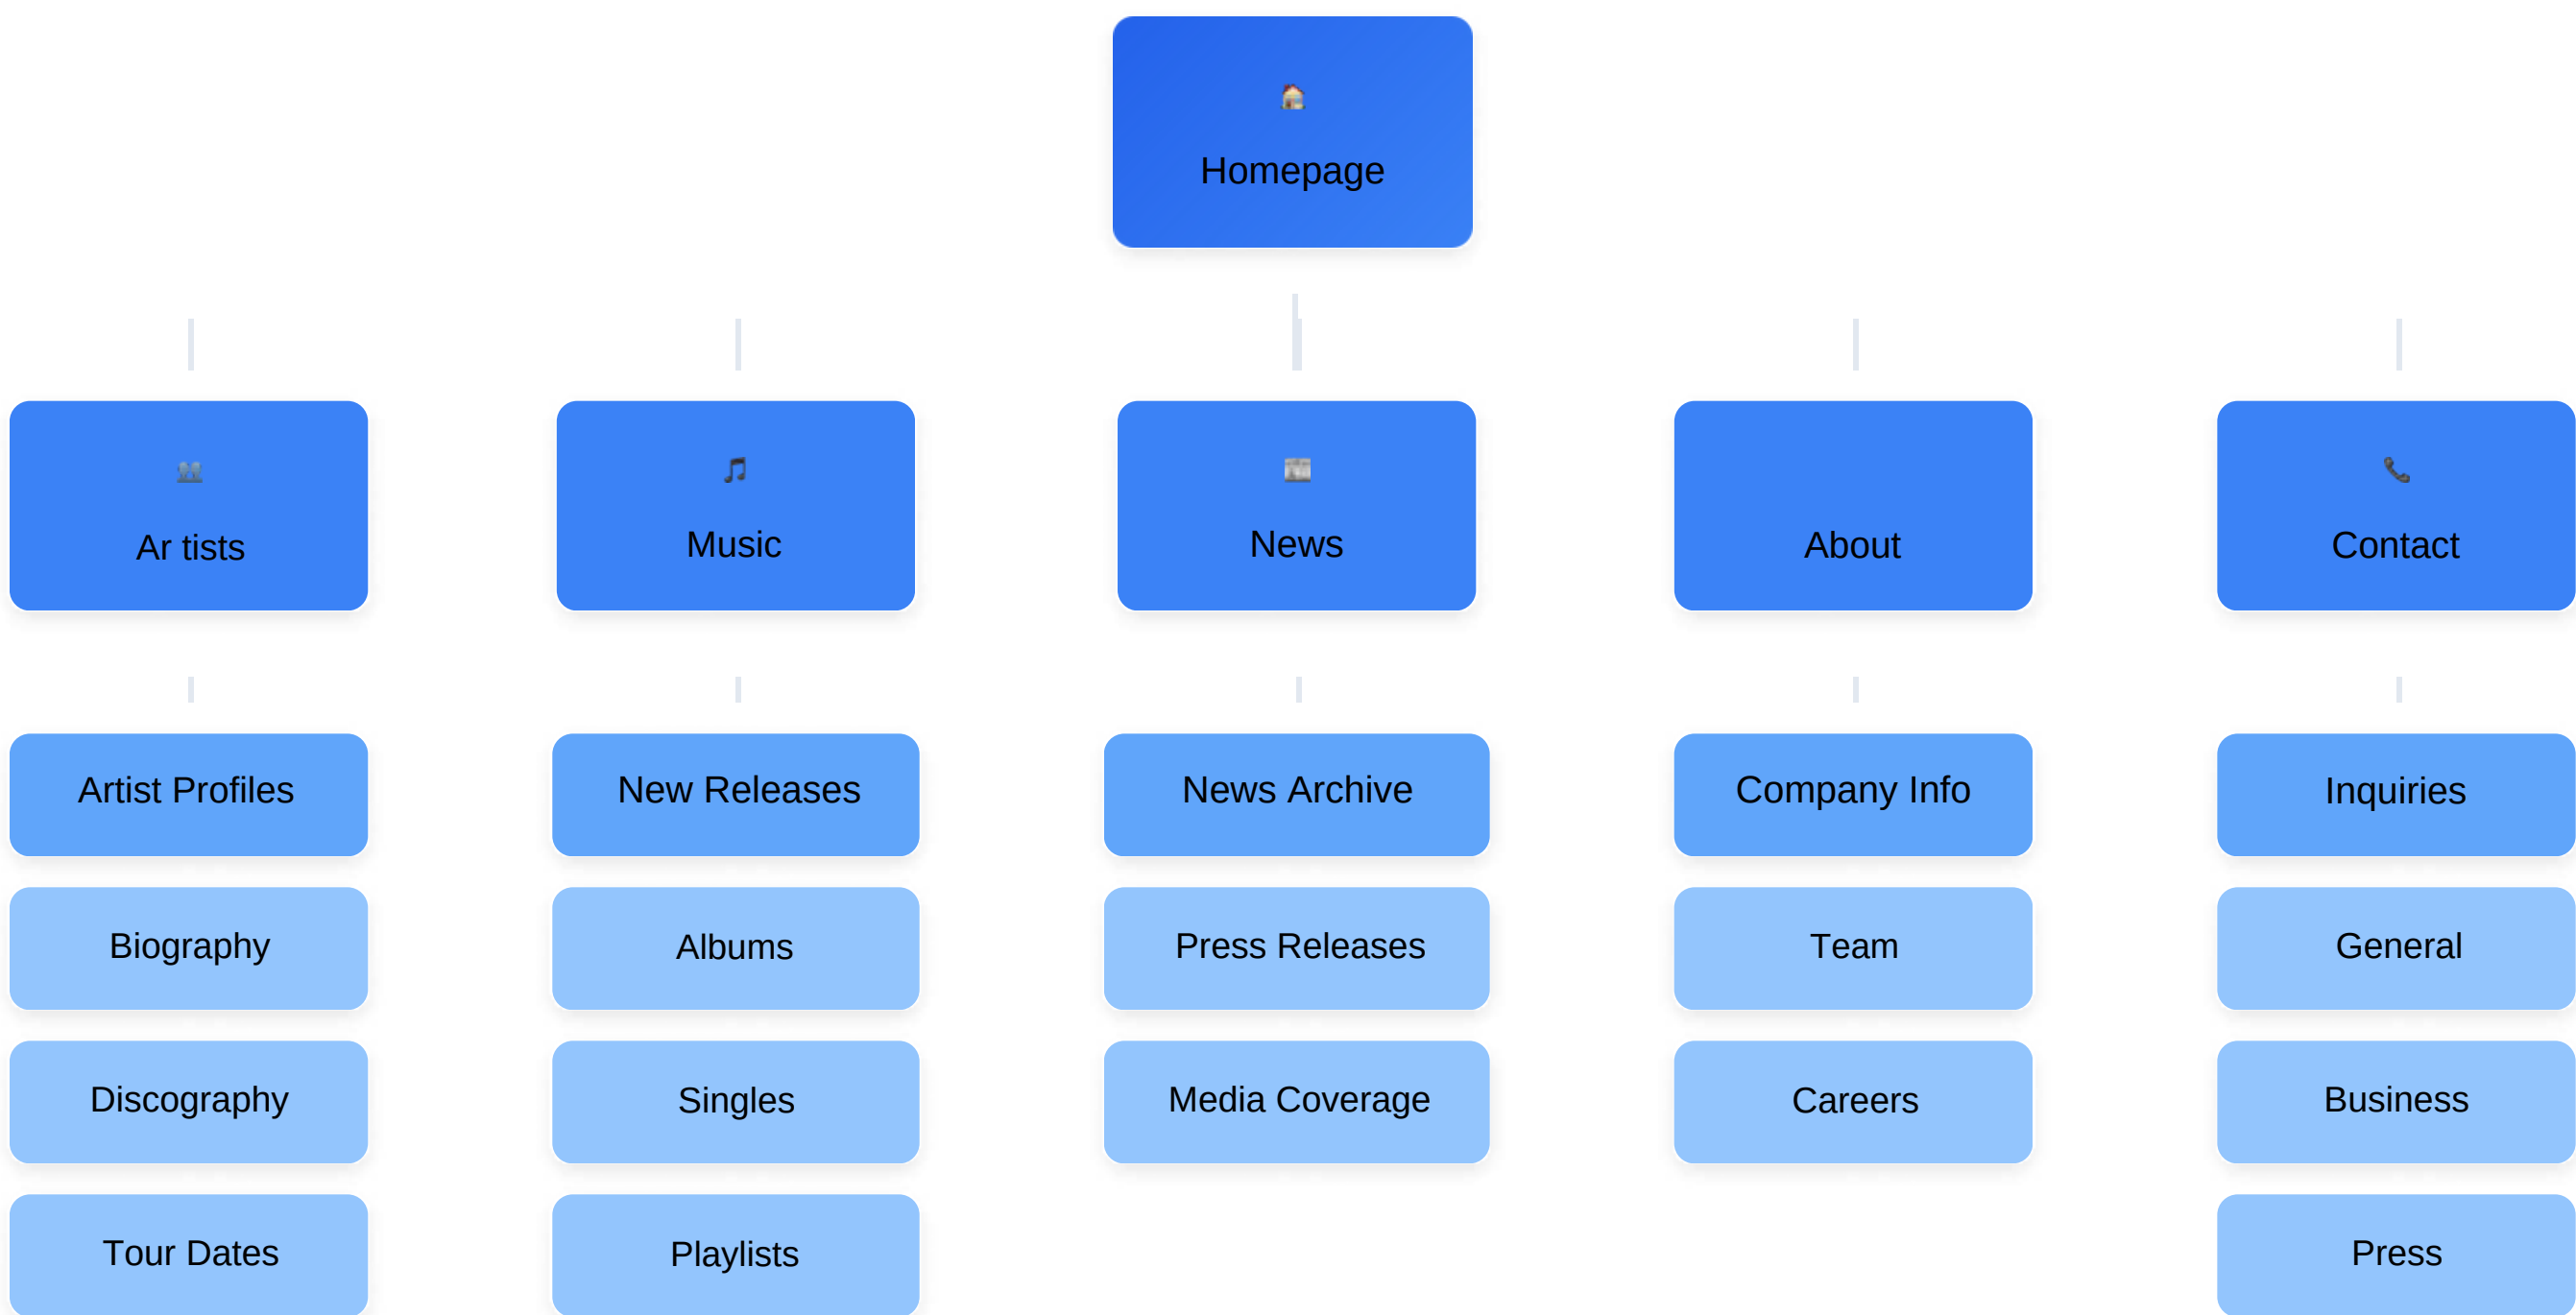 Homepage
Ar tists
Music
News
About
Contact
Artist Profiles
New Releases
News Archive
Company Info
Inquiries
Biography
Albums
Press Releases
Team
General
Discography
Singles
Media Coverage
Careers
Business
Tour Dates
Playlists
Press